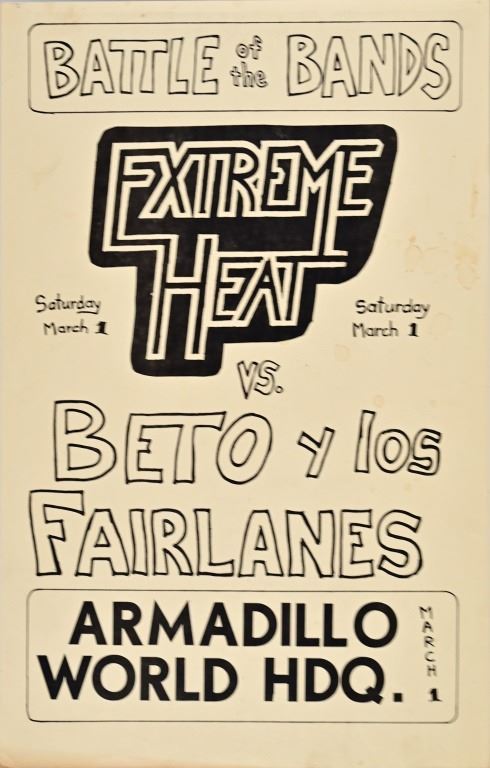 BATTLE of the BANDS
EXTREME
HEAT
Saturday
March 1
Saturday
March 1
vs.
BETO y los
FAIRLANES
ARMADILLO
WORLD HDQ.
MARCH 1